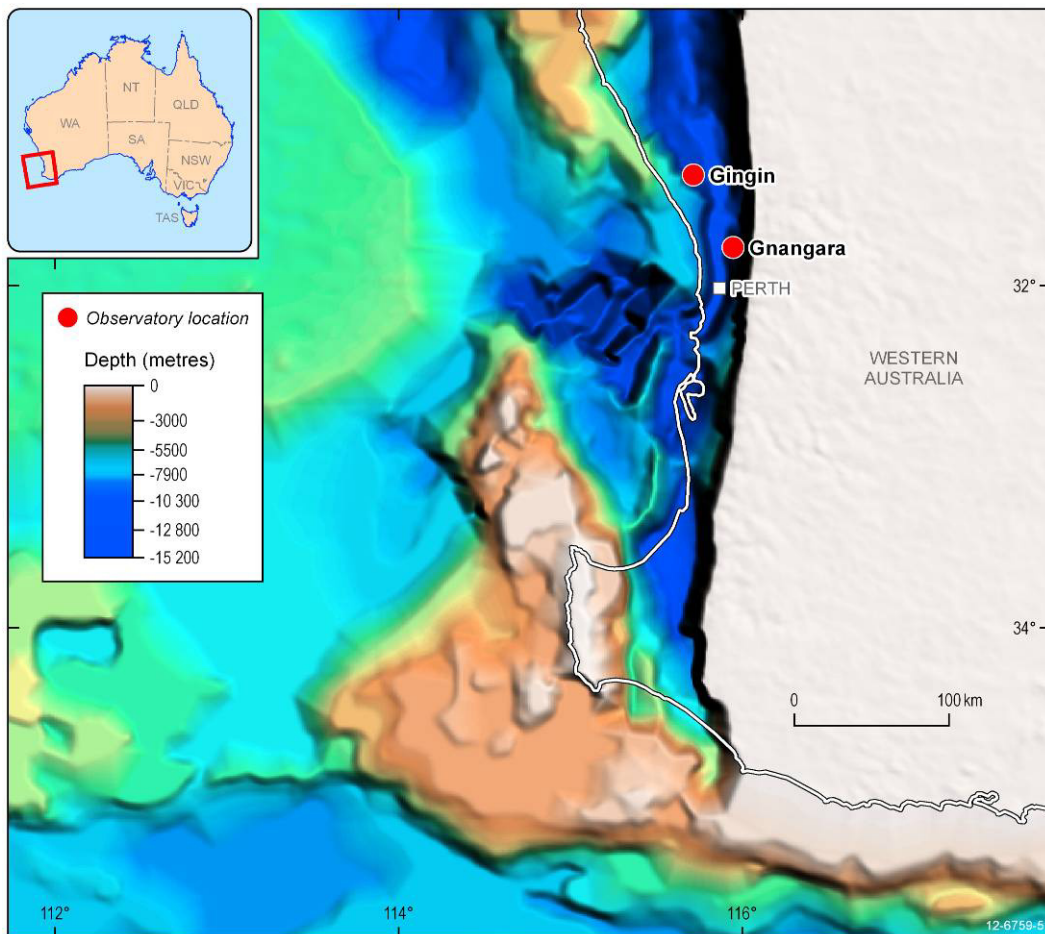 NT
WA
QLD
SA
NSW
VIC
TAS
Gingin
Gnangara
PERTH
32°
Observatory location
Depth (metres)
0
-3000
-5500
-7900
-10 300
-12 800
-15 200
WESTERN
AUSTRALIA
34°
0 100 km
112° 114° 116°
12-6759-5